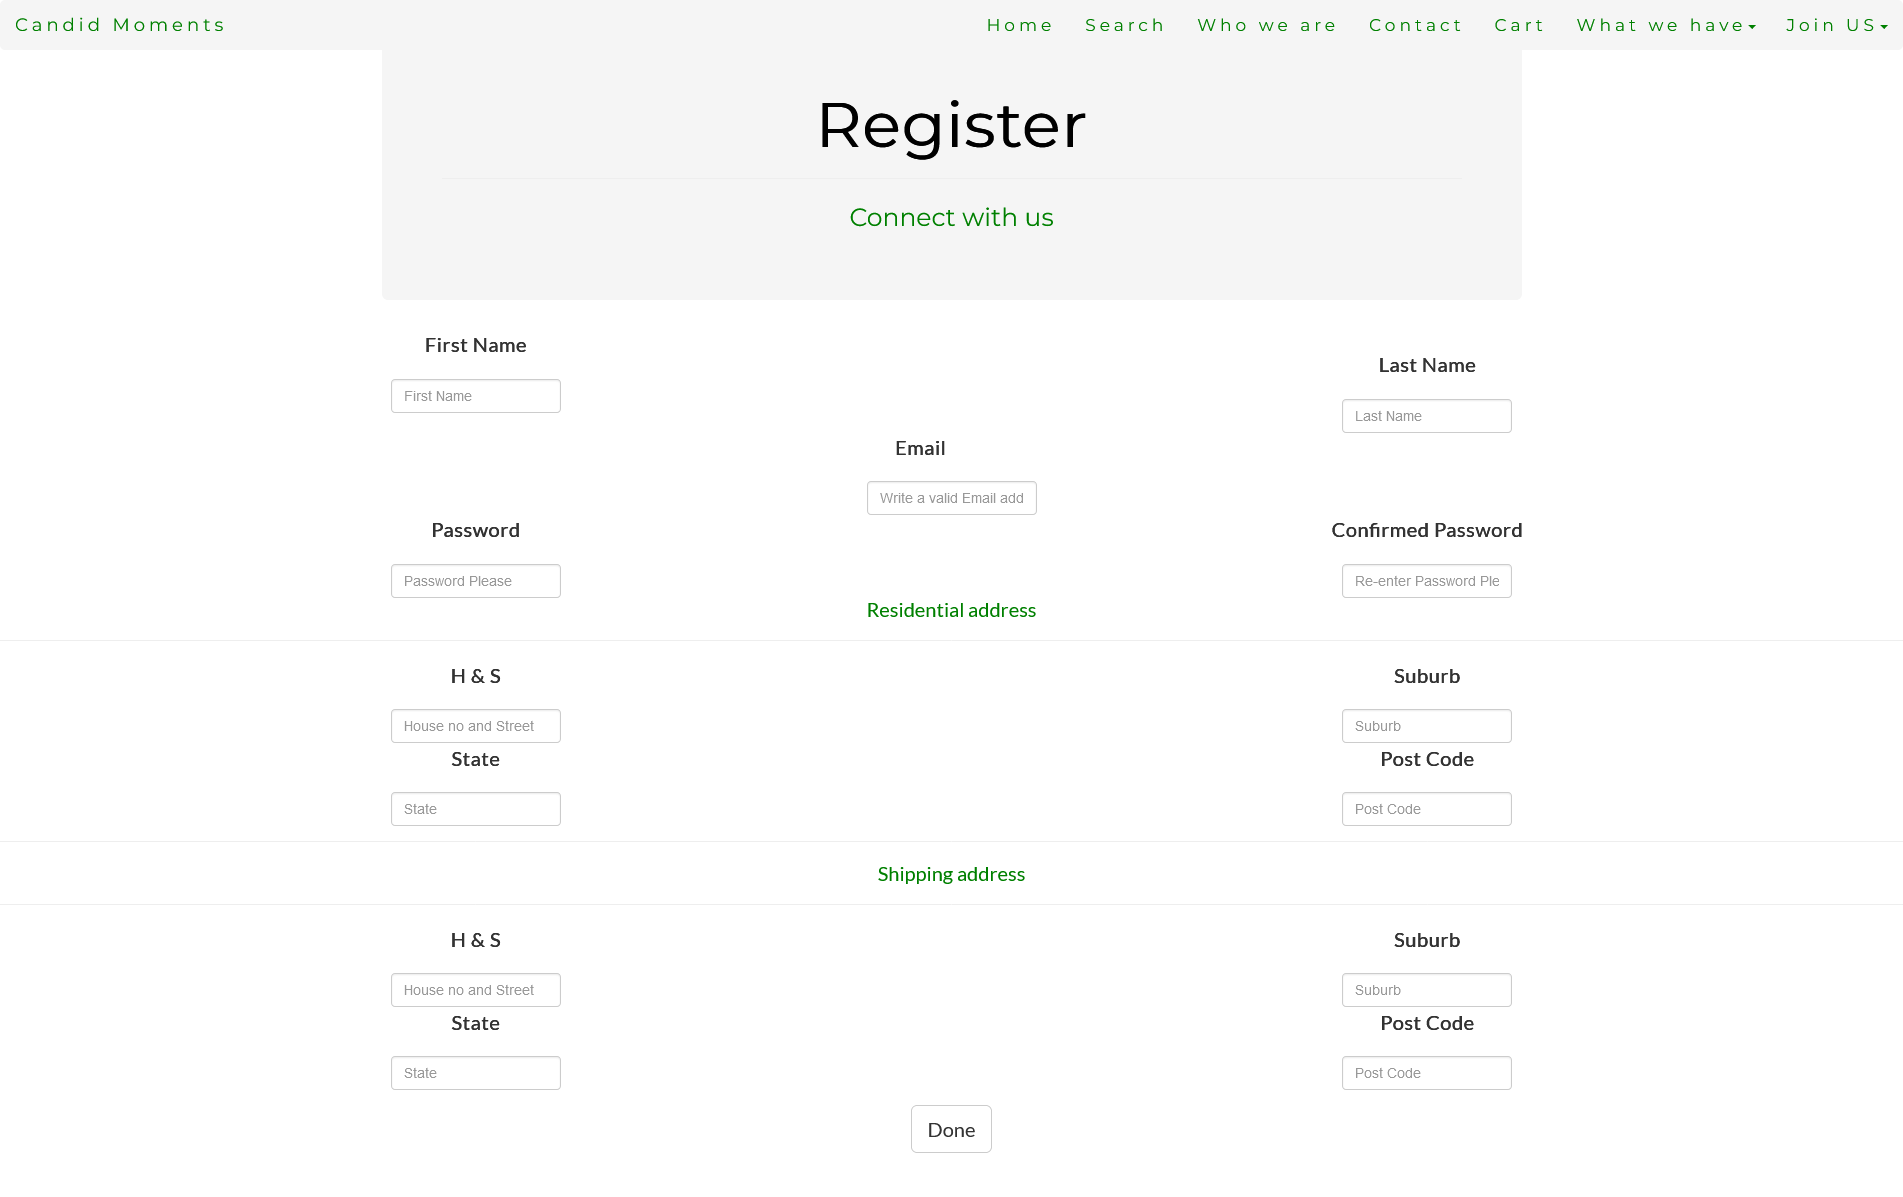 Candid Moments Home Search Who we are Contact Cart What we have Join US
Register
Connect with us
First Name
Last Name
First Name
Last Name
Email
Write a valid Email add
Password Confirmed Password
Password Please Re-enter Password Ple
Residential address
H & S Suburb
House no and Street Suburb
State Post Code
State Post Code
Shipping address
H & S Suburb
House no and Street Suburb
State Post Code
State Post Code
Done